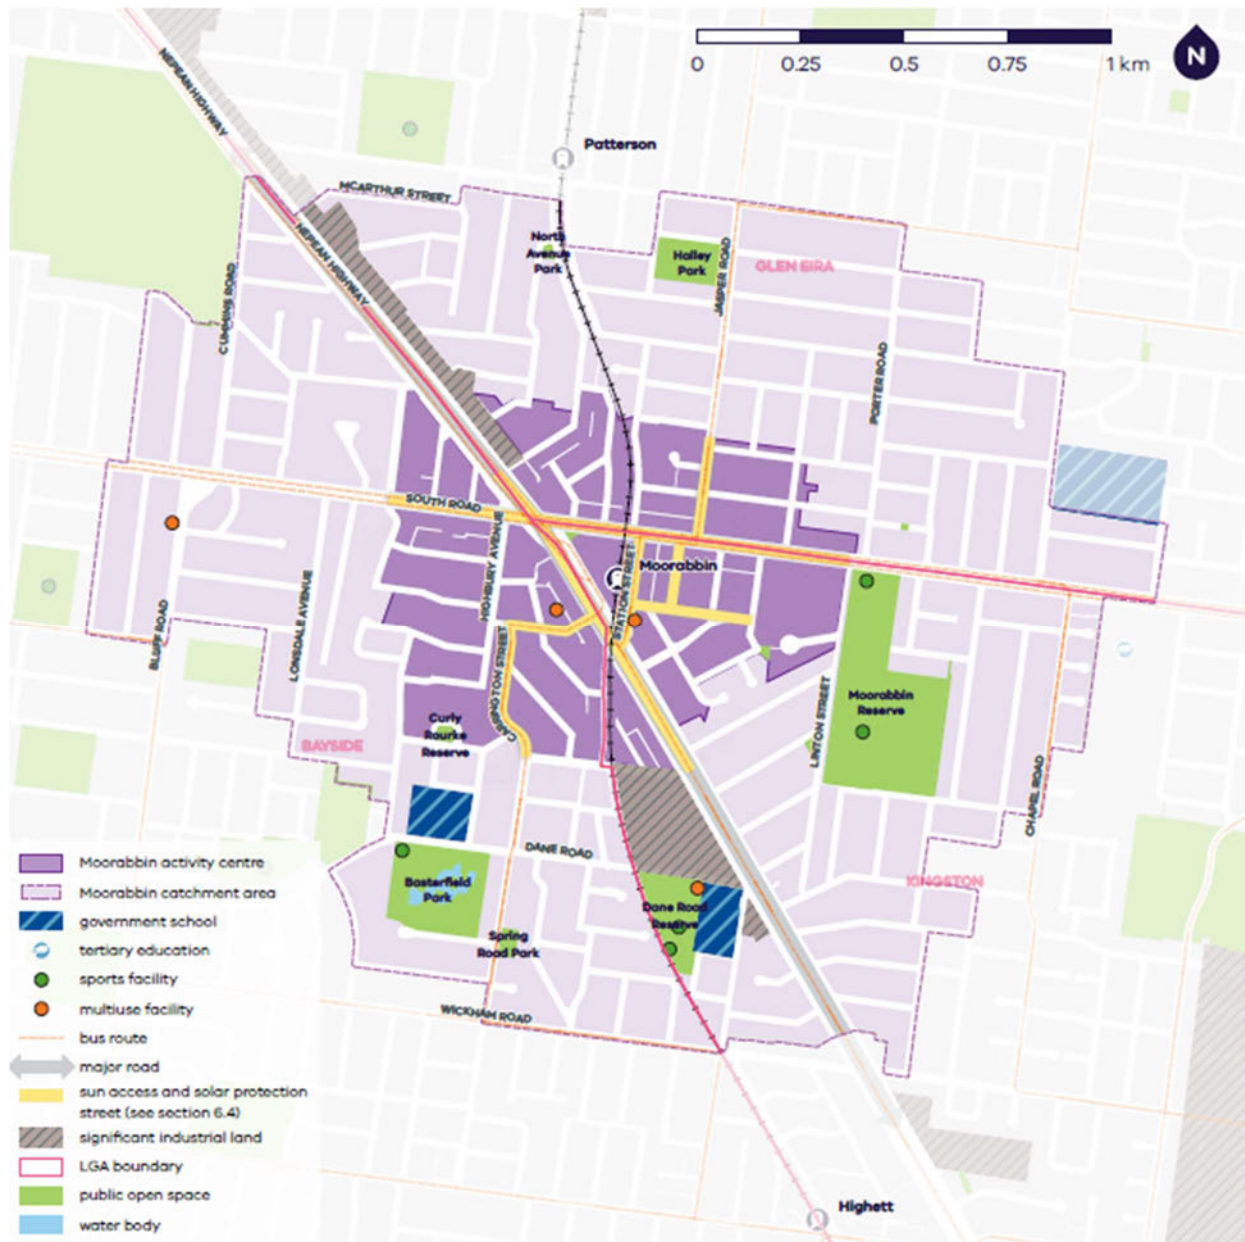 NEPEAN HIGHWAY
0 0.25 0.5 0.75 1 km
N
Patterson
MCARTHUR STREET
NEPEAN HIGHWAY
North
Avenue
Park
Halley
Park
JASPER ROAD
GLEN EIRA
CUMMINS ROAD
PORTER ROAD
SOUTH ROAD
HIGHBURY AVENUE
Moorabbin
STATION STREET
LONSDALE AVENUE
BLUFF ROAD
CARRINGTON STREET
Curly
Rourke
Reserve
BAYSIDE
LINTON STREET
Moorabbin
Reserve
CHAPEL ROAD
DANE ROAD
Basterfield
Park
Dane Road
Reserve
KINGSTON
Spring
Road Park
WICKHAM ROAD
Highett
Moorabbin activity centre
Moorabbin catchment area
government school
tertiary education
sports facility
multiuse facility
bus route
major road
sun access and solar protection
street (see section 6.4)
significant industrial land
LGA boundary
public open space
water body